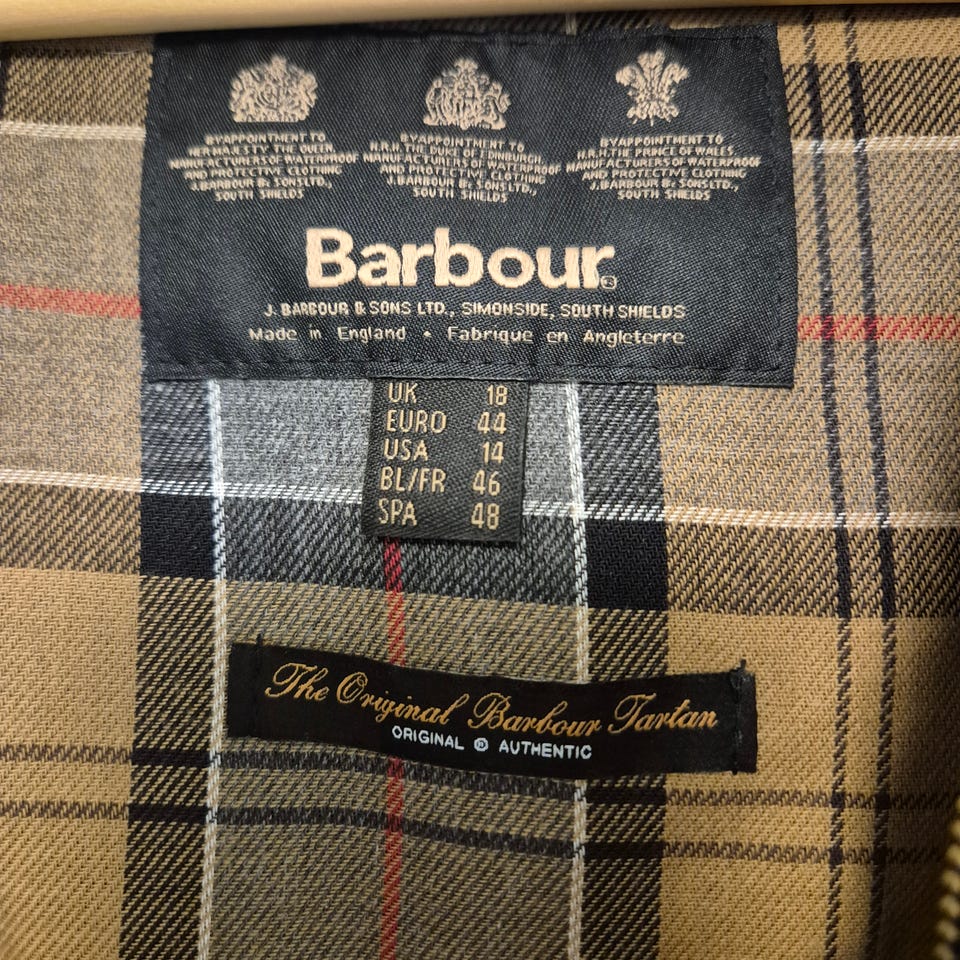 BY APPOINTMENT TO
HER MAJESTY THE QUEEN
MANUFACTURERS OF WATERPROOF
AND PROTECTIVE CLOTHING
J.BARBOUR & SONS LTD.,
SOUTH SHIELDS
BY APPOINTMENT TO
H.R.H. THE DUKE OF EDINBURGH
MANUFACTURERS OF WATERPROOF
AND PROTECTIVE CLOTHING
J.BARBOUR & SONS LTD.,
SOUTH SHIELDS
BY APPOINTMENT TO
H.R.H. THE PRINCE OF WALES
MANUFACTURERS OF WATERPROOF
AND PROTECTIVE CLOTHING
J.BARBOUR & SONS LTD.,
SOUTH SHIELDS
Barbour®
J. BARBOUR & SONS LTD., SIMONSIDE, SOUTH SHIELDS
Made in England • Fabrique en Angleterre
UK 18
EURO 44
USA 14
BL/FR 46
SPA 48
The Original Barbour Tartan
ORIGINAL ® AUTHENTIC